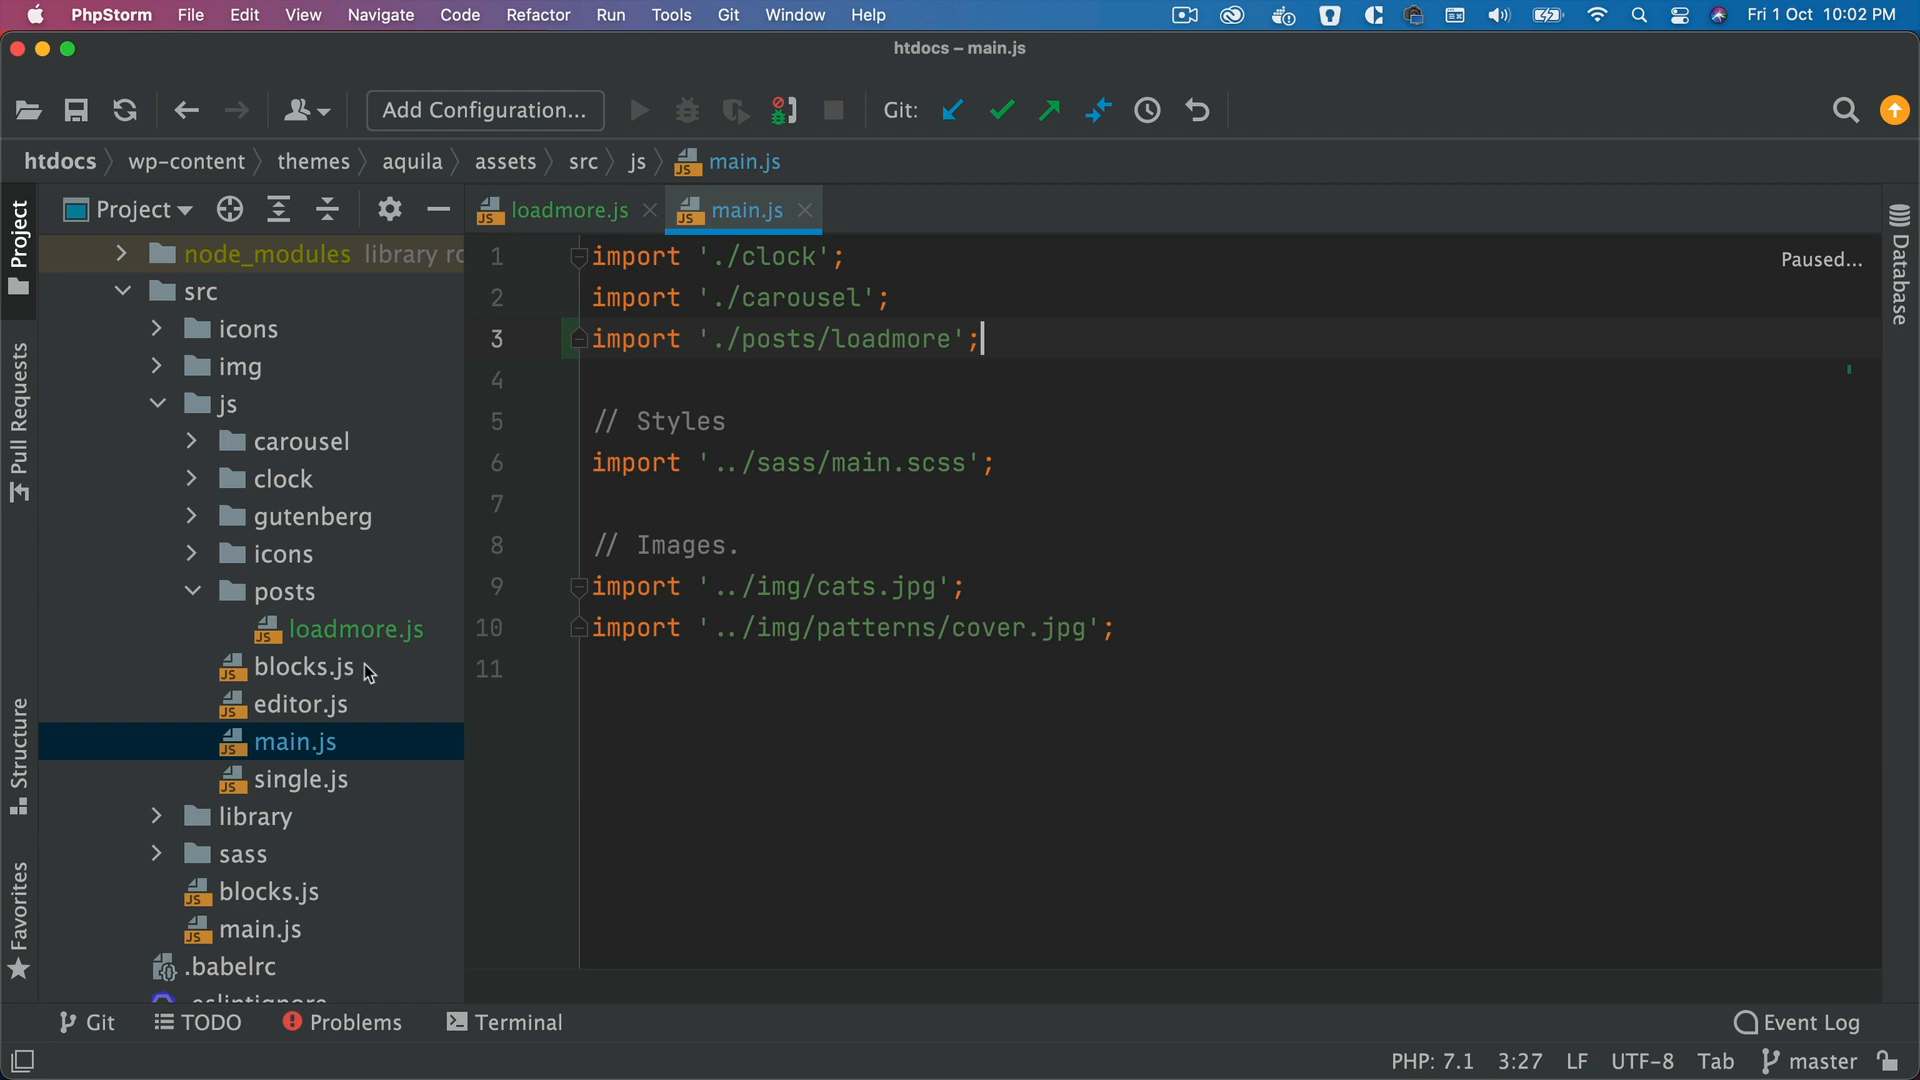 PhpStorm File Edit View Navigate Code Refactor Run Tools Git Window Help Fri 1 Oct 10:02 PM
htdocs – main.js
Add Configuration... Git:
htdocs wp-content themes aquila assets src js main.js
Project
Project
loadmore.js
main.js
node_modules library ro
src
icons
img
js
carousel
clock
gutenberg
icons
posts
loadmore.js
blocks.js
editor.js
main.js
single.js
library
sass
blocks.js
main.js
.babelrc
.eslintignore
1 import './clock';
2 import './carousel';
3 import './posts/loadmore';
4
5 // Styles
6 import '../sass/main.scss';
7
8 // Images.
9 import '../img/cats.jpg';
10 import '../img/patterns/cover.jpg';
11
Paused...
Database
Pull Requests
Structure
Favorites
Git TODO Problems Terminal Event Log
PHP: 7.1 3:27 LF UTF-8 Tab master